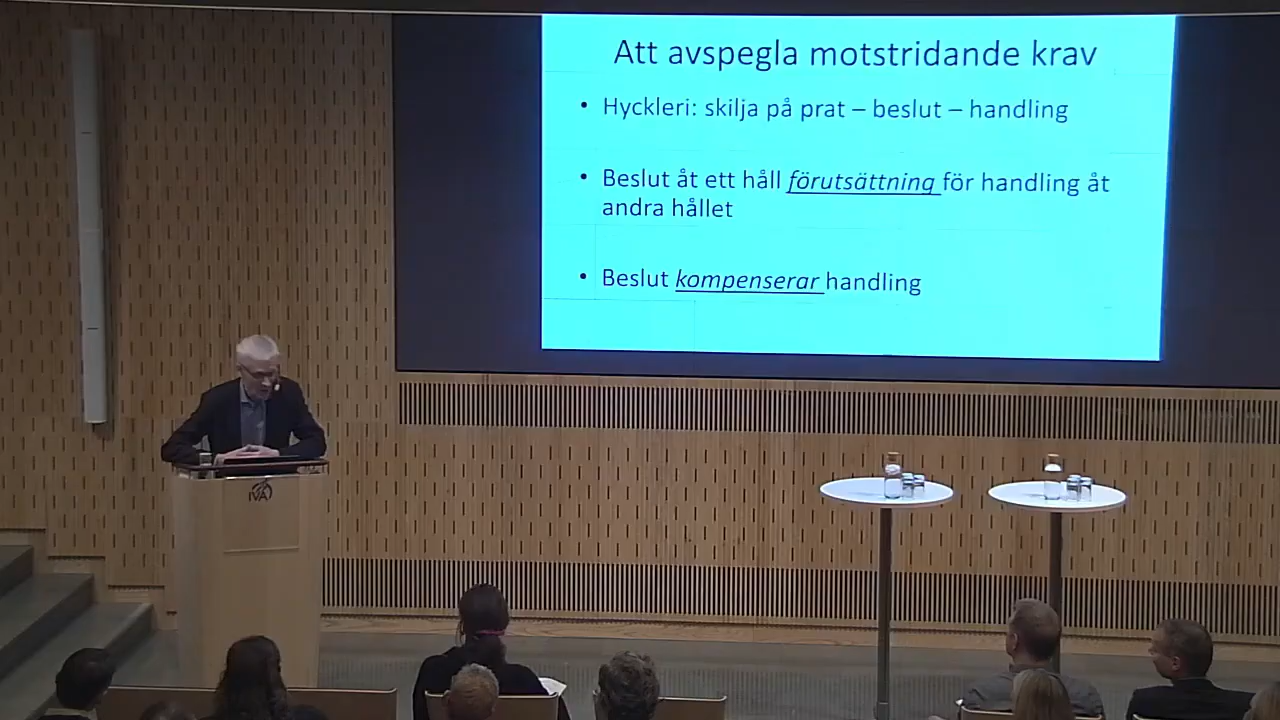 Att avspegla motstridande krav
• Hyckleri: skilja på prat – beslut – handling
• Beslut åt ett håll förutsättning för handling åt
andra hållet
• Beslut kompenserar handling
IVA